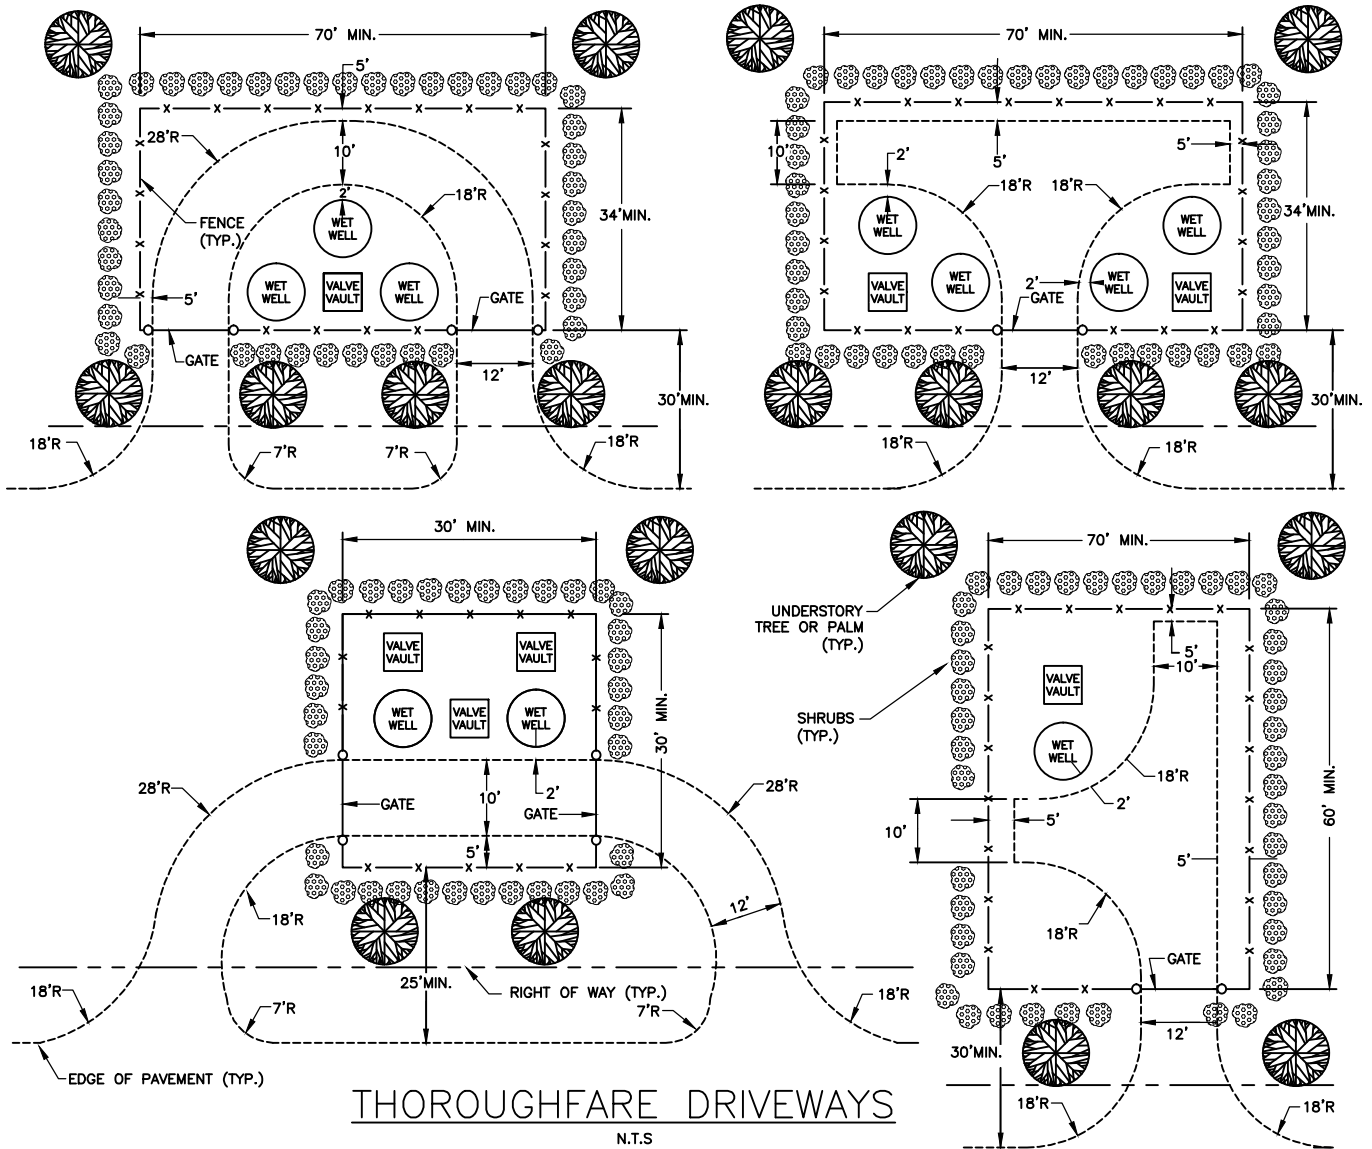 70' MIN.
5'
28'R
10'
18'R
2'
FENCE
(TYP.)
WET
WELL
34'MIN.
WET
WELL
VALVE
VAULT
WET
WELL
5'
GATE
GATE
12'
30'MIN.
18'R
7'R
7'R
18'R
70' MIN.
10'
2'
5'
5'
18'R
18'R
34'MIN.
WET
WELL
WET
WELL
VALVE
VAULT
WET
WELL
WET
WELL
VALVE
VAULT
2'
GATE
12'
30'MIN.
18'R
18'R
30' MIN.
VALVE
VAULT
VALVE
VAULT
WET
WELL
VALVE
VAULT
WET
WELL
30' MIN.
28'R
28'R
GATE
10'
2'
GATE
5'
18'R
12'
25'MIN.
RIGHT OF WAY (TYP.)
18'R
7'R
7'R
18'R
EDGE OF PAVEMENT (TYP.)
70' MIN.
UNDERSTORY
TREE OR PALM
(TYP.)
SHRUBS
(TYP.)
5'
10'
VALVE
VAULT
WET
WELL
18'R
2'
10'
5'
60' MIN.
5'
18'R
GATE
12'
30'MIN.
18'R
18'R
THOROUGHFARE DRIVEWAYS
N.T.S